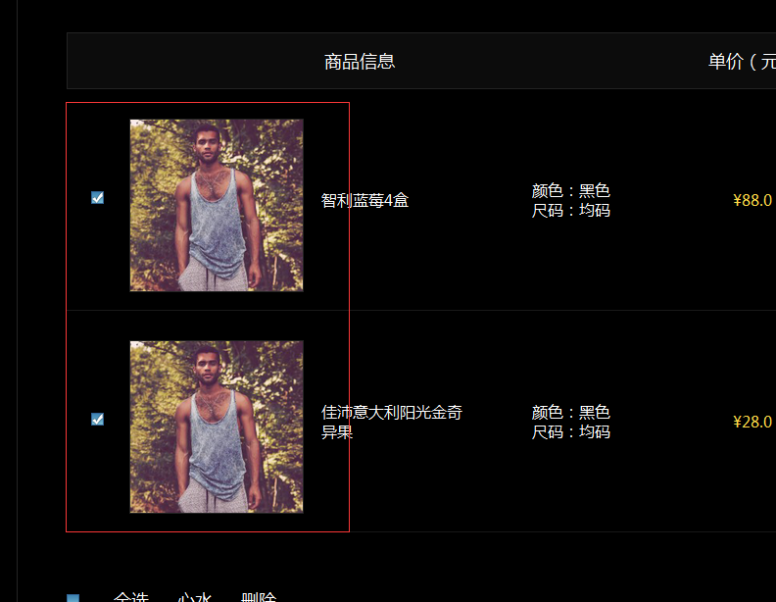 商品信息 单价（元
智利蓝莓4盒
颜色：黑色
尺码：均码
¥88.0
佳沛意大利阳光金奇
异果
颜色：黑色
尺码：均码
¥28.0
全选 心水 删除